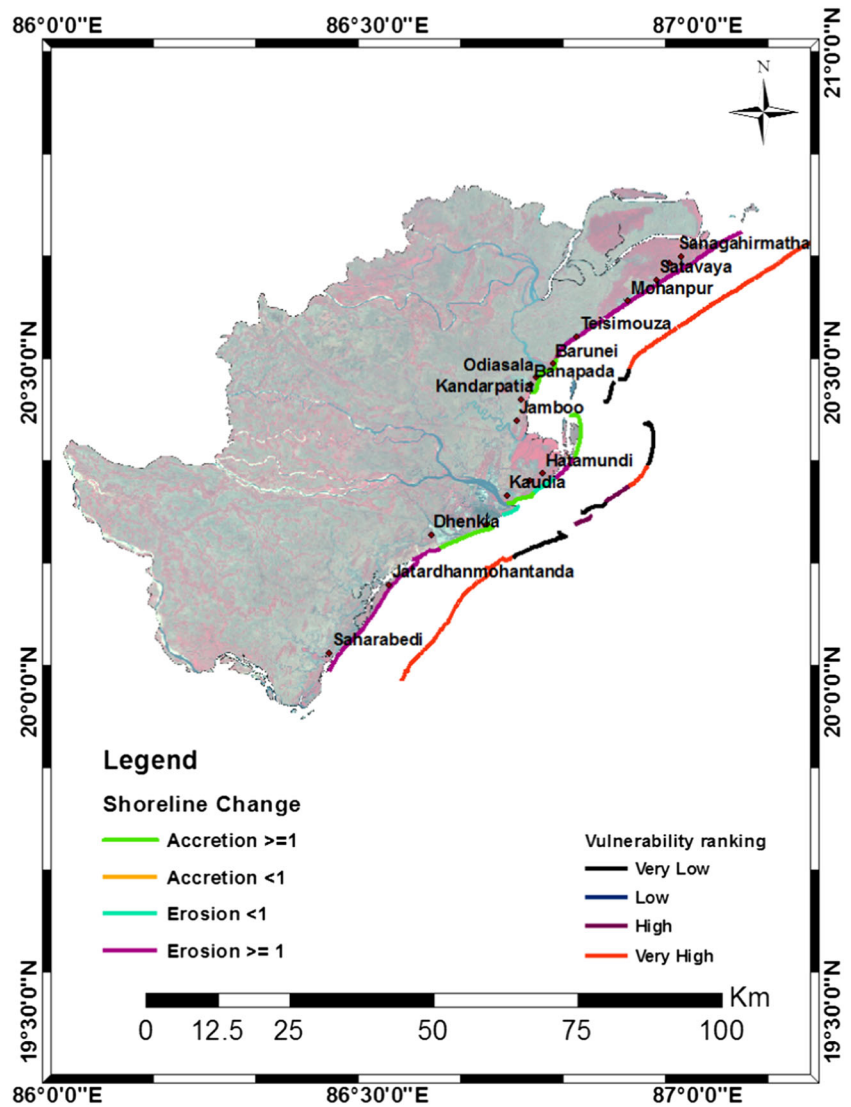 86°0'0"E 86°30'0"E 87°0'0"E
21°0'0"N
N
Sanagahirmatha
Satavaya
Mohanpur
Teisimouza
Barunei
Odiasala
Banapada
Kandarpatia
Jamboo
Hatamundi
Kaudia
Dhenkia
Jatardhanmohantanda
Saharabedi
20°30'0"N 20°30'0"N
20°0'0"N 20°0'0"N
Legend
Shoreline Change
Accretion >=1
Accretion <1
Erosion <1
Erosion >= 1
Vulnerability ranking
Very Low
Low
High
Very High
Km
0 12.5 25 50 75 100
19°30'0"N 19°30'0"N
86°0'0"E 86°30'0"E 87°0'0"E